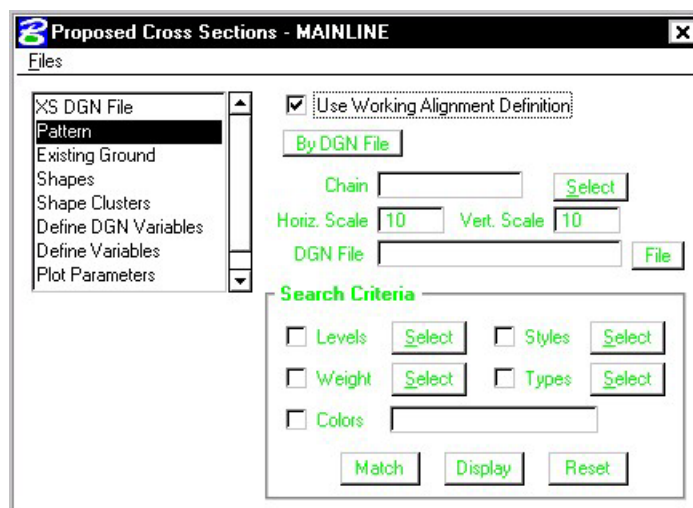 Proposed Cross Sections - MAINLINE
Files
XS DGN File
Pattern
Existing Ground
Shapes
Shape Clusters
Define DGN Variables
Define Variables
Plot Parameters
Use Working Alignment Definition
By DGN File
Chain Select
Horiz. Scale 10 Vert. Scale 10
DGN File File
Search Criteria
Levels Select Styles Select
Weight Select Types Select
Colors
Match Display Reset